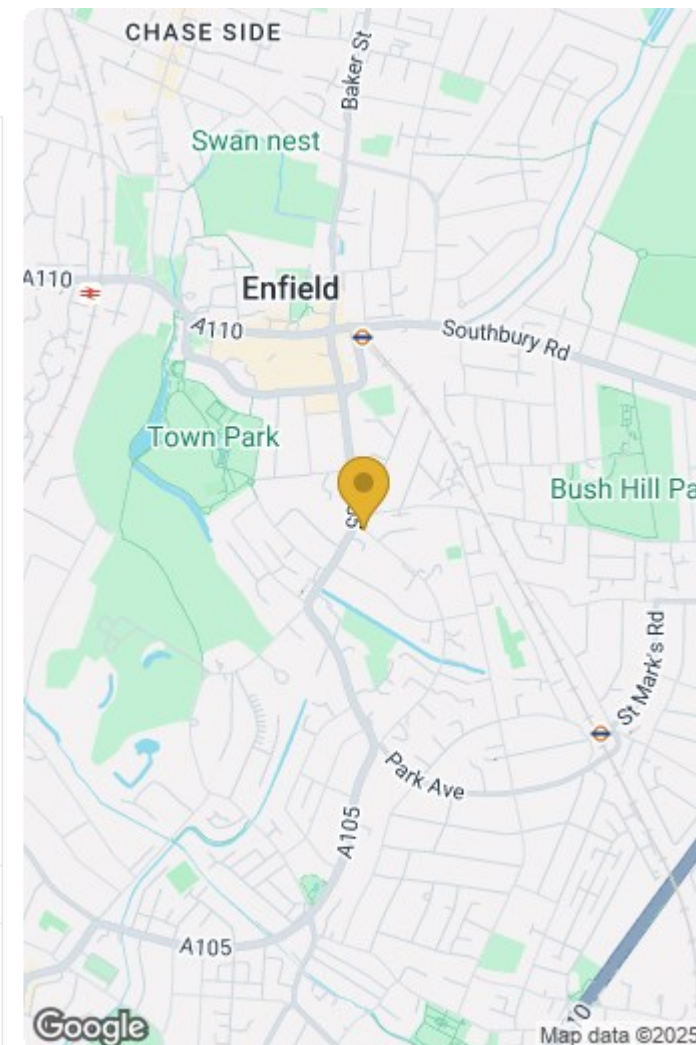 CHASE SIDE
Baker St
Swan nest
A110
Enfield
A110
Southbury Rd
Town Park
Bush Hill Pa
St Mark's Rd
Park Ave
A105
A105
10
Google
Map data ©2025